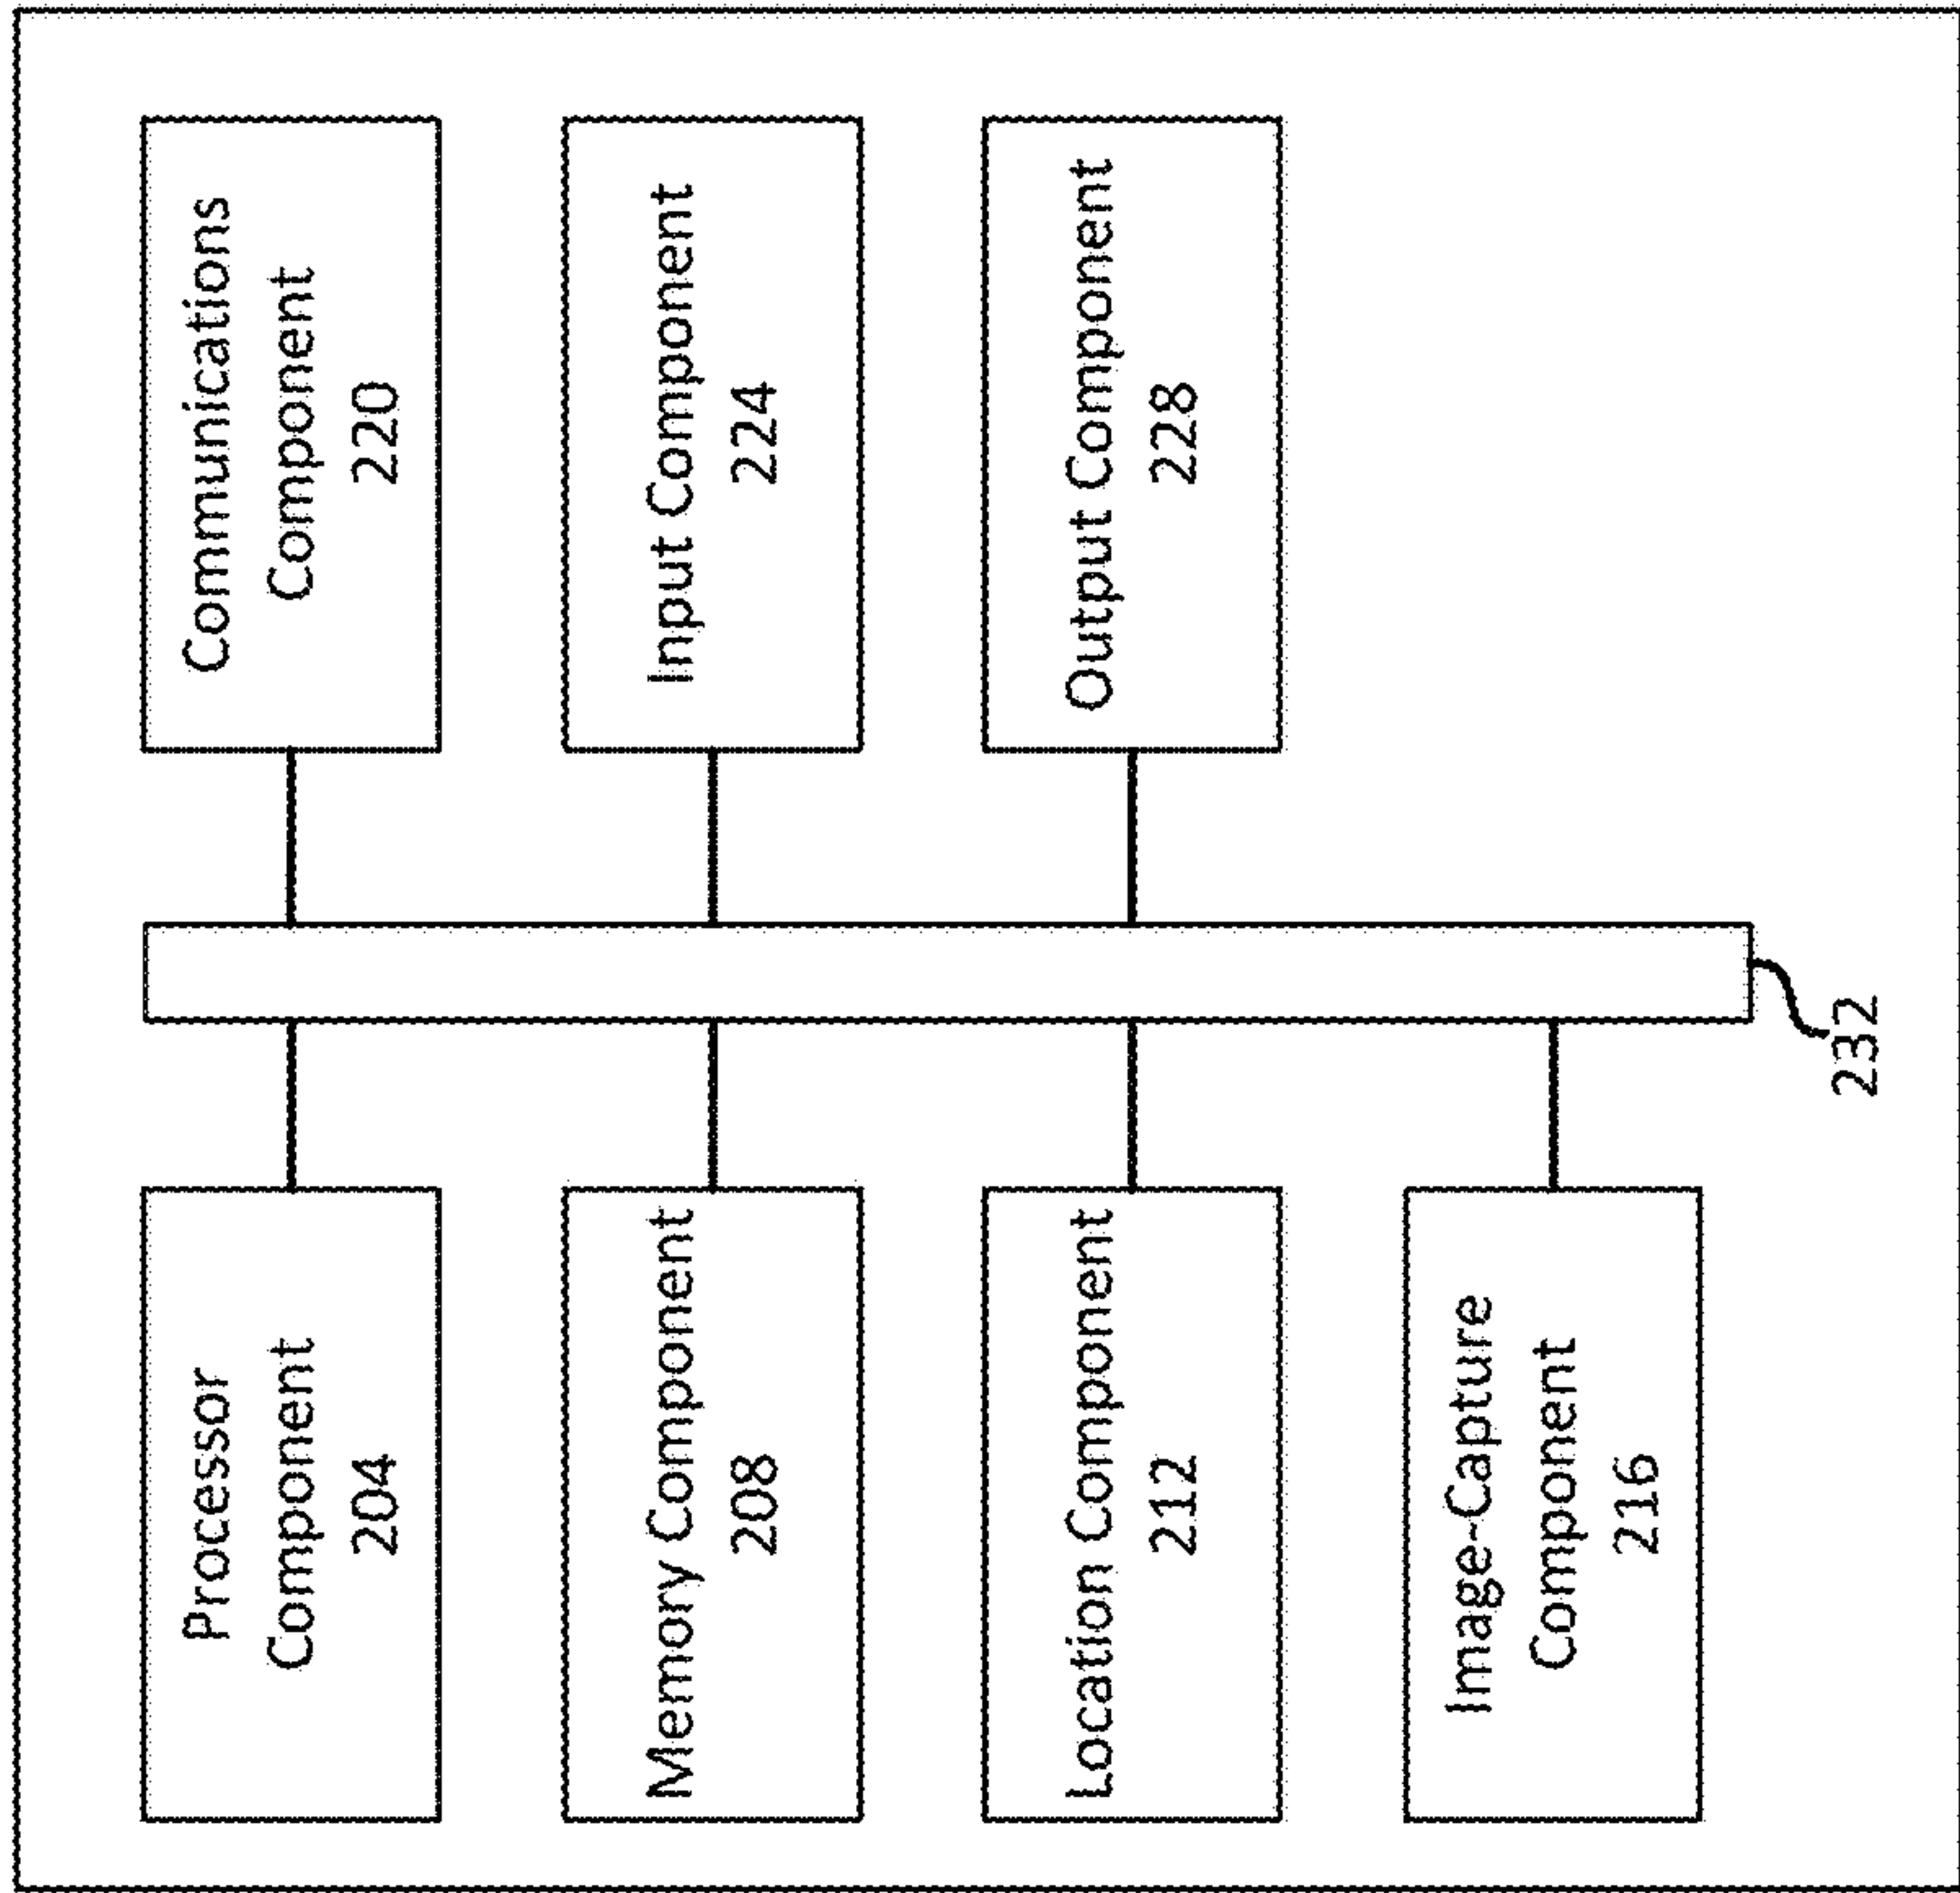 Processor
Component
204
Memory Component
208
Location Component
212
Image-Capture
Component
216
Communications
Component
220
Input Component
224
Output Component
228
232